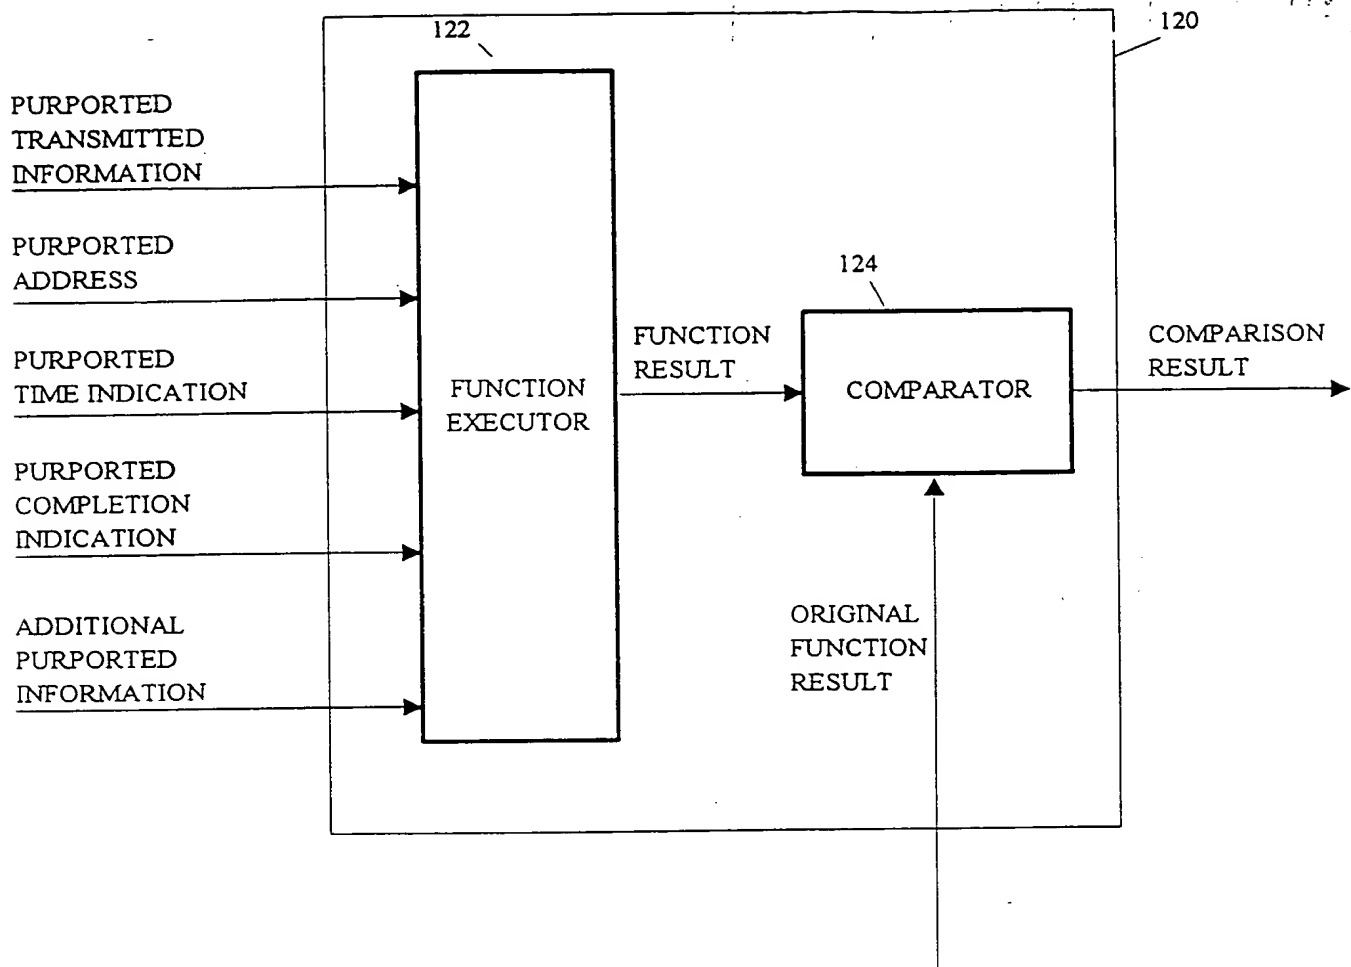 120
122
PURPORTED
TRANSMITTED
INFORMATION
PURPORTED
ADDRESS
124
FUNCTION
RESULT
COMPARISON
RESULT
PURPORTED
TIME INDICATION
FUNCTION
EXECUTOR
COMPARATOR
PURPORTED
COMPLETION
INDICATION
ORIGINAL
FUNCTION
RESULT
ADDITIONAL
PURPORTED
INFORMATION